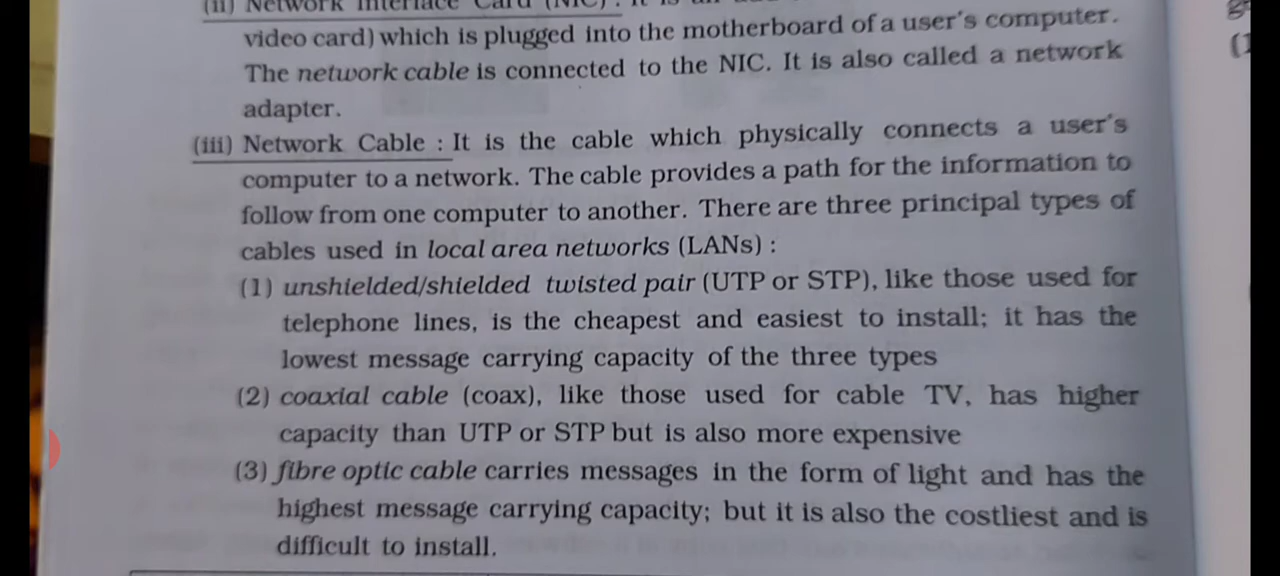 (ii) Network Interface Card (NIC) : It is an
video card) which is plugged into the motherboard of a user's computer.
The network cable is connected to the NIC. It is also called a network
adapter.
(iii) Network Cable : It is the cable which physically connects a user's
computer to a network. The cable provides a path for the information to
follow from one computer to another. There are three principal types of
cables used in local area networks (LANs) :
(1) unshielded/shielded twisted pair (UTP or STP), like those used for
telephone lines, is the cheapest and easiest to install; it has the
lowest message carrying capacity of the three types
(2) coaxial cable (coax), like those used for cable TV, has higher
capacity than UTP or STP but is also more expensive
(3) fibre optic cable carries messages in the form of light and has the
highest message carrying capacity; but it is also the costliest and is
difficult to install.